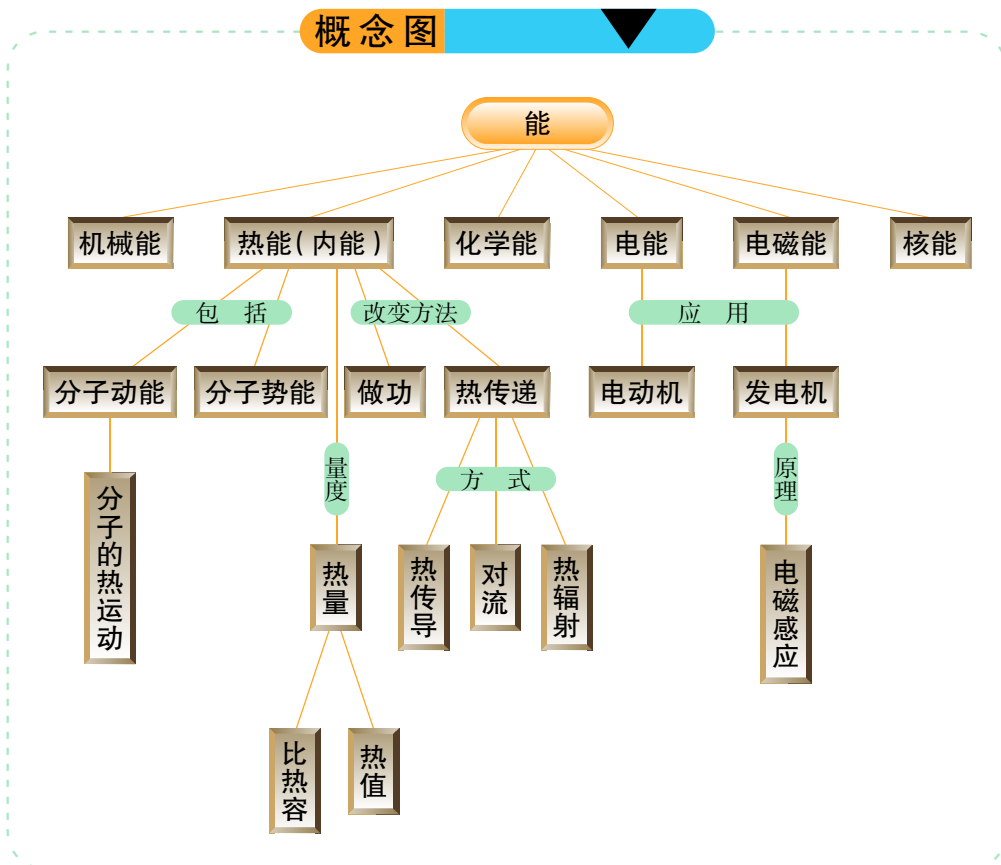 概念图
能
机械能 热能(内能) 化学能 电能 电磁能 核能
包 括 改变方法 应 用
分子动能 分子势能 做功 热传递 电动机 发电机
量度 方 式 原理
分子的热运动 热量 热传导 对流 热辐射 电磁感应
比热容 热值